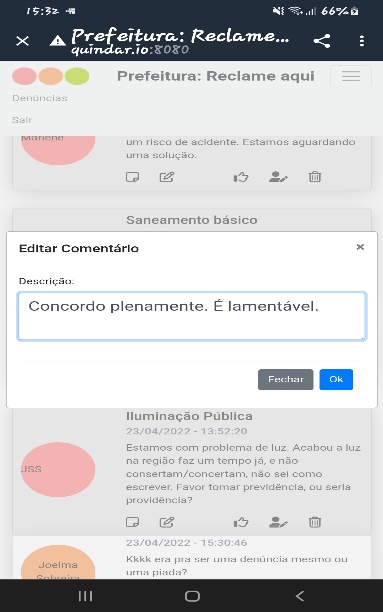 15:32
66%
Prefeitura: Reclame...
quindar.io:8080
Prefeitura: Reclame aqui
Denúncias
Sair
Marlene
um risco de acidente. Estamos aguardando
uma solução.
Saneamento básico
Editar Comentário
×
Descrição:
Concordo plenamente. É lamentável.
Fechar
Ok
Iluminação Pública
23/04/2022 - 13:52:20
JSS
Estamos com problema de luz. Acabou a luz
na região faz um tempo já, e não
consertam/concertam, não sei como
escrever. Favor tomar previdência, ou seria
providência?
23/04/2022 - 15:30:46
Joelma
Sobreira
Kkkk era pra ser uma denúncia mesmo ou
uma piada?